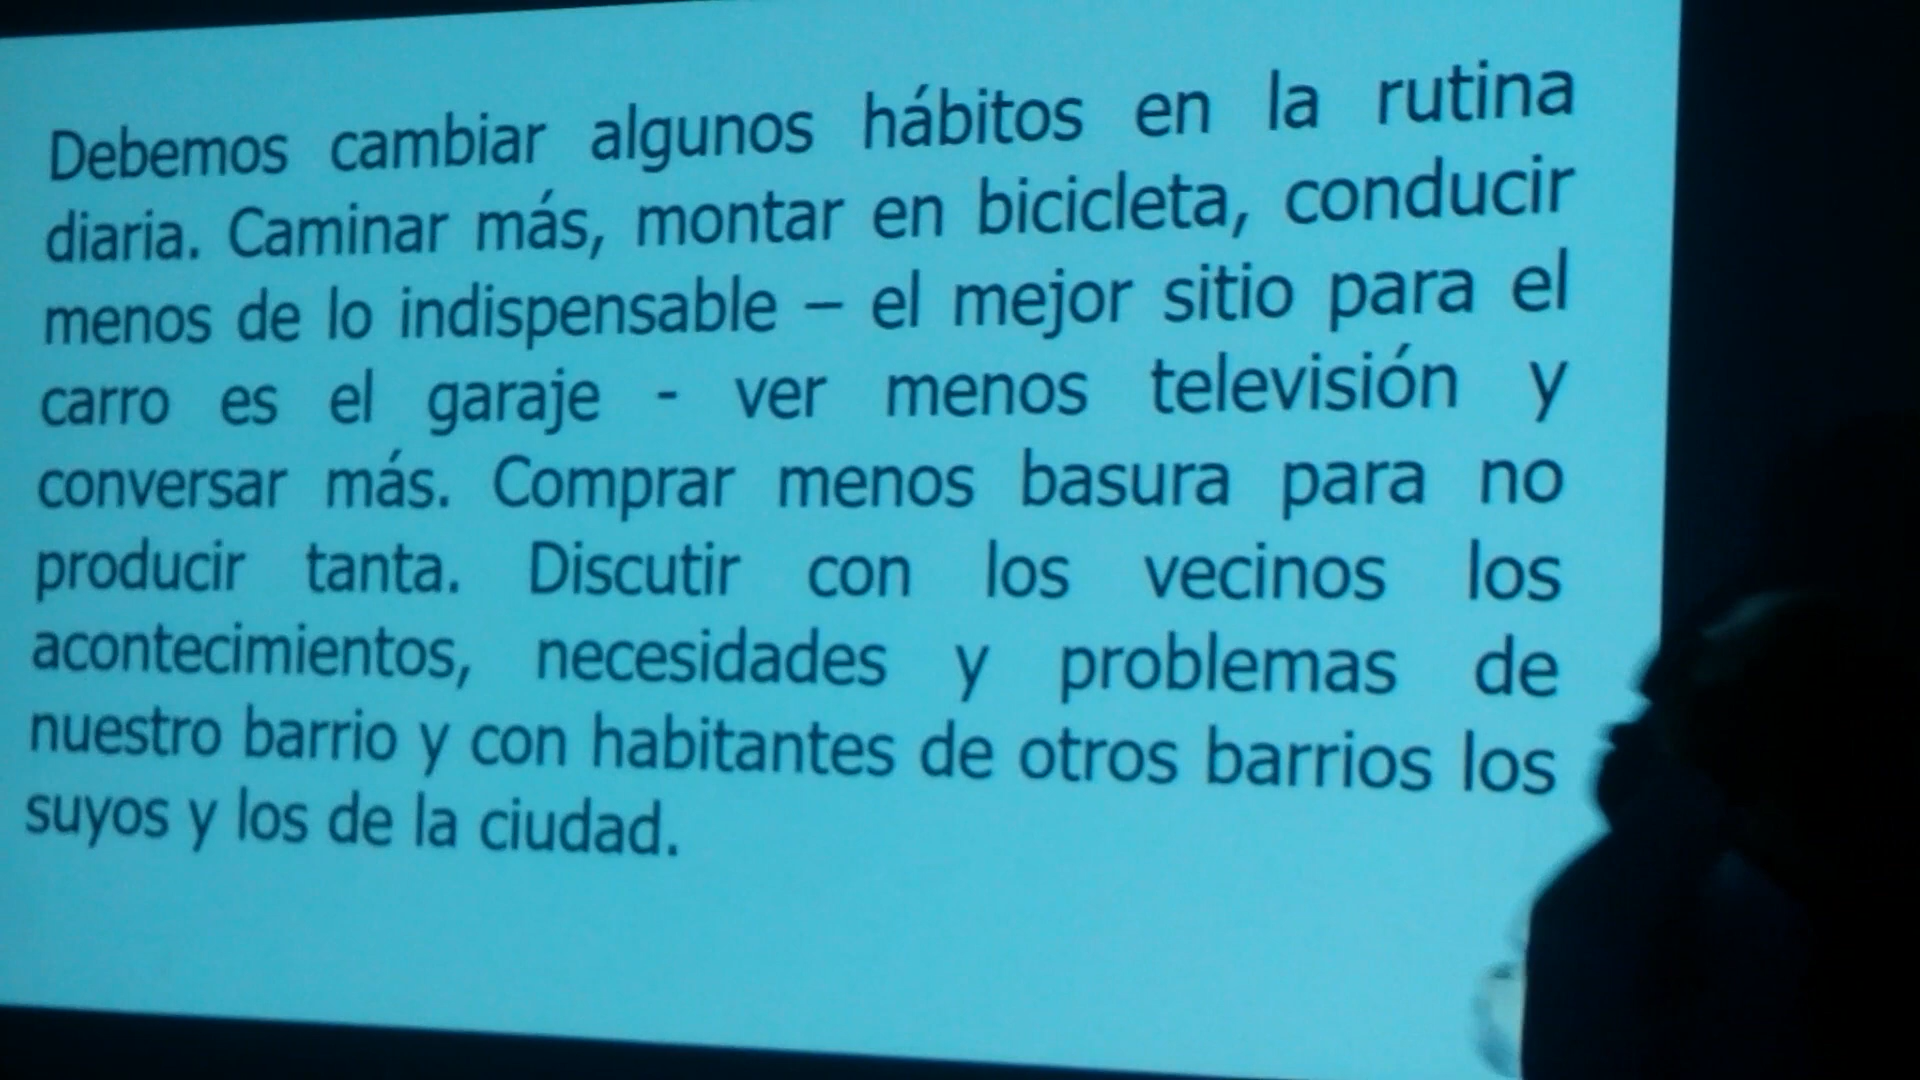 Debemos cambiar algunos hábitos en la rutina
diaria. Caminar más, montar en bicicleta, conducir
menos de lo indispensable – el mejor sitio para el
carro es el garaje - ver menos televisión y
conversar más. Comprar menos basura para no
producir tanta. Discutir con los vecinos los
acontecimientos, necesidades y problemas de
nuestro barrio y con habitantes de otros barrios los
suyos y los de la ciudad.